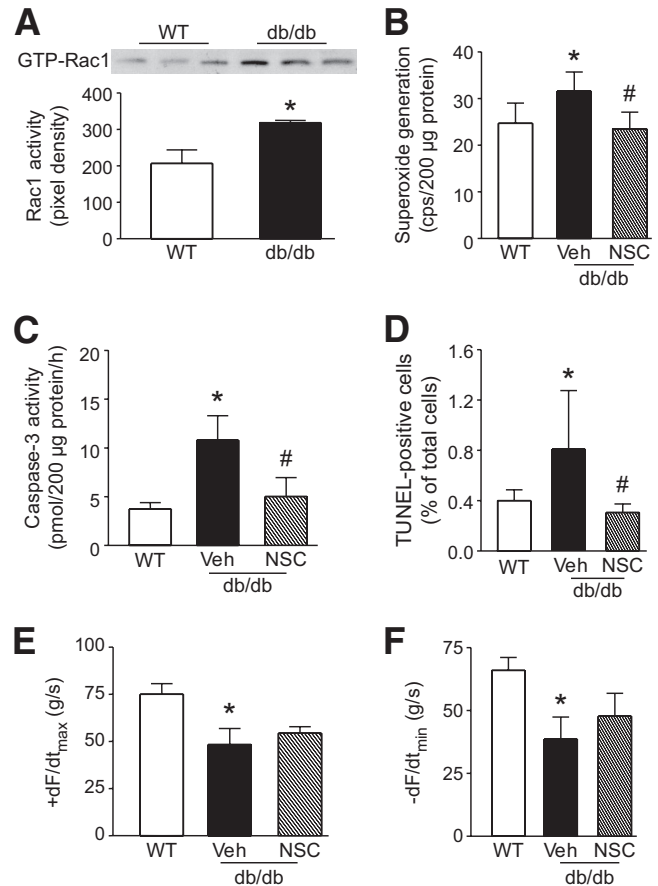 A
WT db/db
GTP-Rac1
Rac1 activity
(pixel density)
400
300
200
100
0
*
WT db/db
B
Superoxide generation
(cps/200 µg protein)
40
30
20
10
0
*
#
WT Veh NSC
db/db
C
Caspase-3 activity
(pmol/200 µg protein/h)
20
15
10
5
0
*
#
WT Veh NSC
db/db
D
TUNEL-positive cells
(% of total cells)
1.6
1.2
0.8
0.4
0.0
*
#
WT Veh NSC
db/db
E
+dF/dtmax (g/s)
100
75
50
25
0
*
WT Veh NSC
db/db
F
-dF/dtmin (g/s)
75
50
25
0
*
WT Veh NSC
db/db